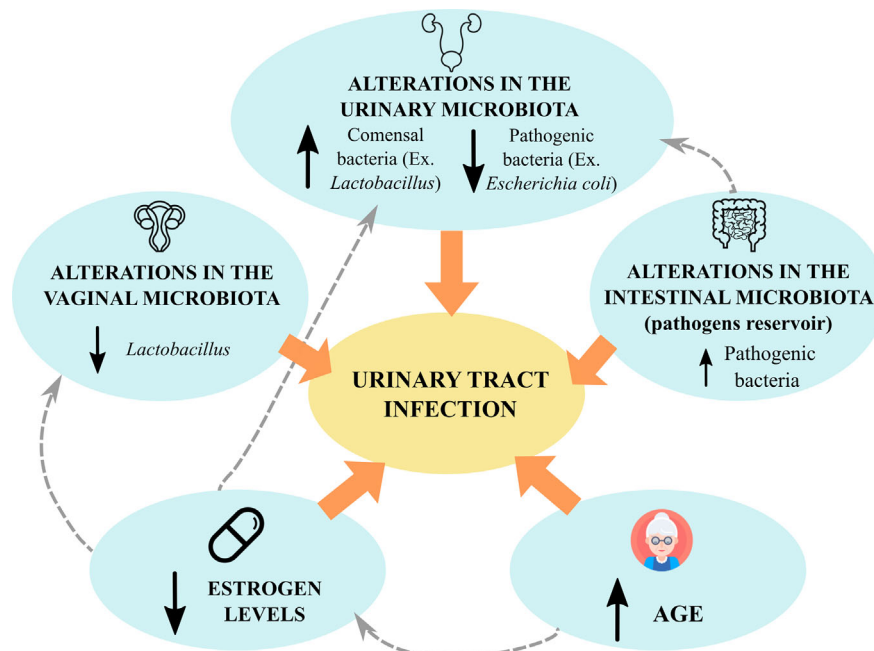 ALTERATIONS IN THE
URINARY MICROBIOTA
Comensal
bacteria (Ex.
Lactobacillus)
Pathogenic
bacteria (Ex.
Escherichia coli)
ALTERATIONS IN THE
VAGINAL MICROBIOTA
Lactobacillus
ALTERATIONS IN THE
INTESTINAL MICROBIOTA
(pathogens reservoir)
Pathogenic
bacteria
URINARY TRACT
INFECTION
ESTROGEN
LEVELS
AGE